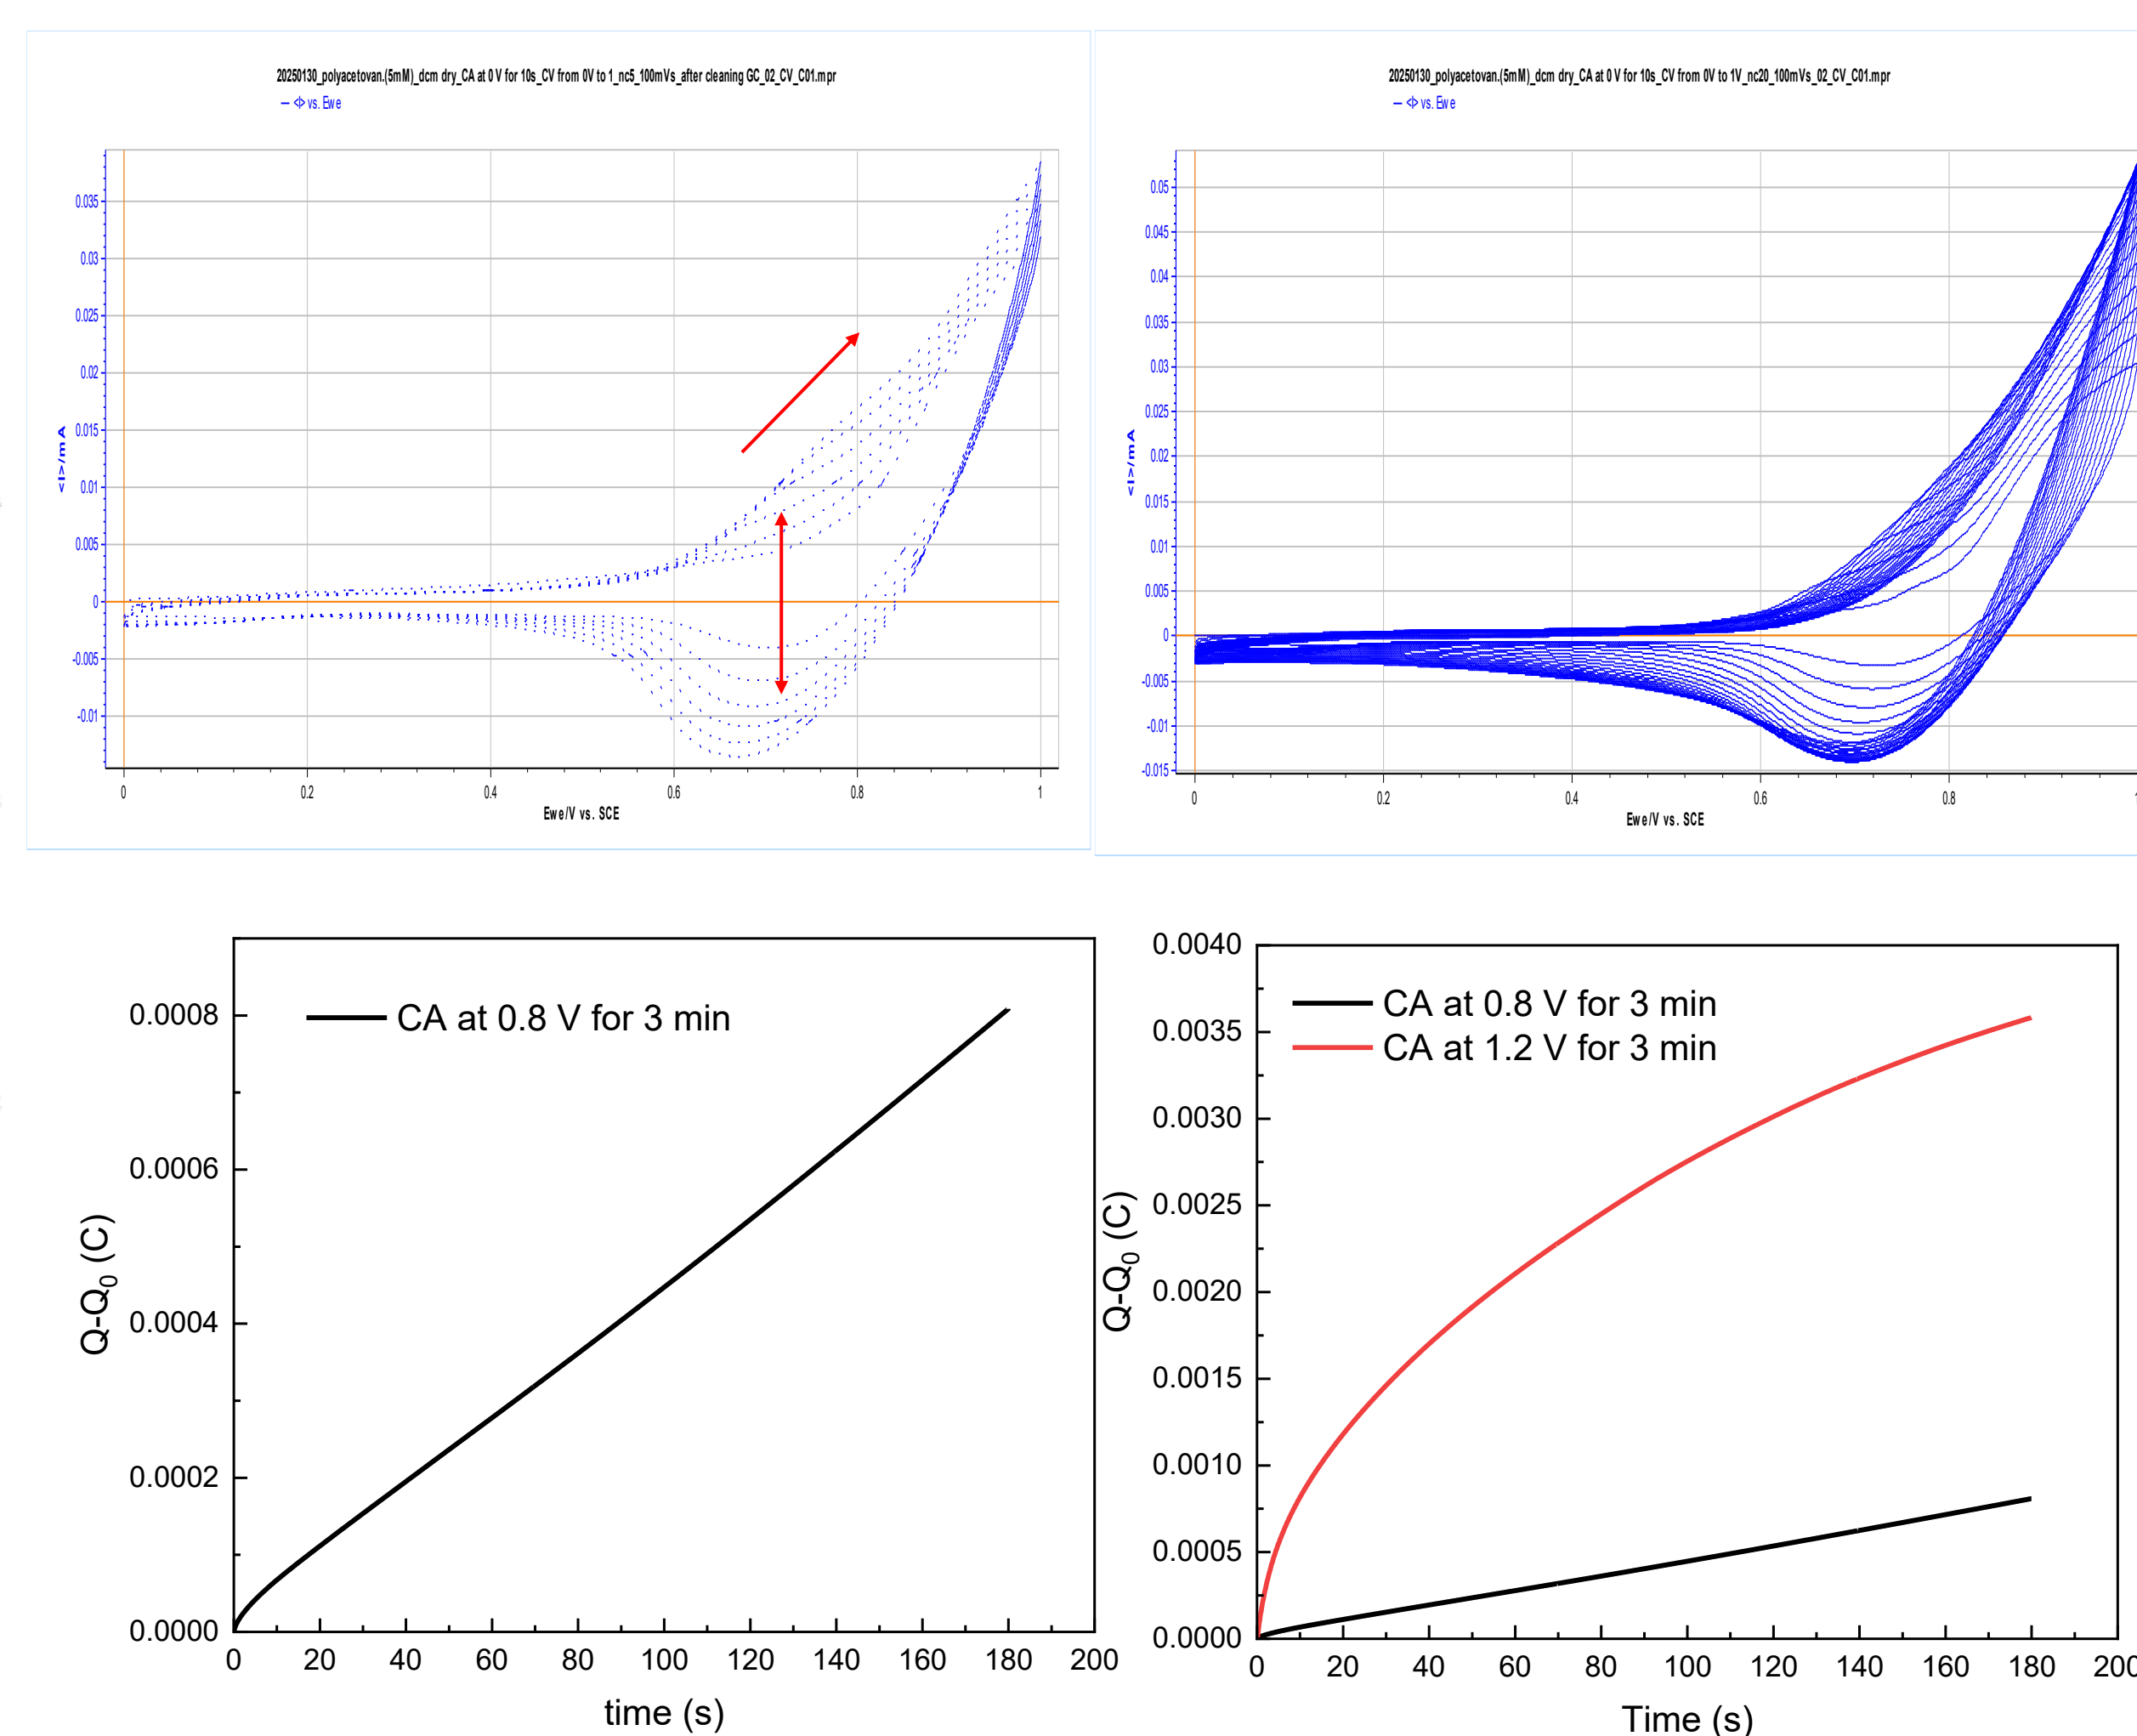 20250130_polyacetovan.(5mM)_dcm dry_CA at 0 V for 10s_CV from 0V to 1_nc5_100mVs_after cleaning GC_02_CV_C01.mpr
<I> vs. Ewe
0.035
0.03
0.025
0.02
0.015
0.01
0.005
0
-0.005
-0.01
<I>/mA
0 0.2 0.4 0.6 0.8 1
Ewe/V vs. SCE
20250130_polyacetovan.(5mM)_dcm dry_CA at 0 V for 10s_CV from 0V to 1V_nc20_100mVs_02_CV_C01.mpr
<I> vs. Ewe
0.05
0.045
0.04
0.035
0.03
0.025
0.02
0.015
0.01
0.005
0
-0.005
-0.01
-0.015
<I>/mA
0 0.2 0.4 0.6 0.8 1
Ewe/V vs. SCE
CA at 0.8 V for 3 min
0.0008
0.0006
0.0004
0.0002
0.0000
Q-Q0 (C)
0 20 40 60 80 100 120 140 160 180 200
time (s)
CA at 0.8 V for 3 min
CA at 1.2 V for 3 min
0.0040
0.0035
0.0030
0.0025
0.0020
0.0015
0.0010
0.0005
0.0000
Q-Q0 (C)
0 20 40 60 80 100 120 140 160 180 200
Time (s)